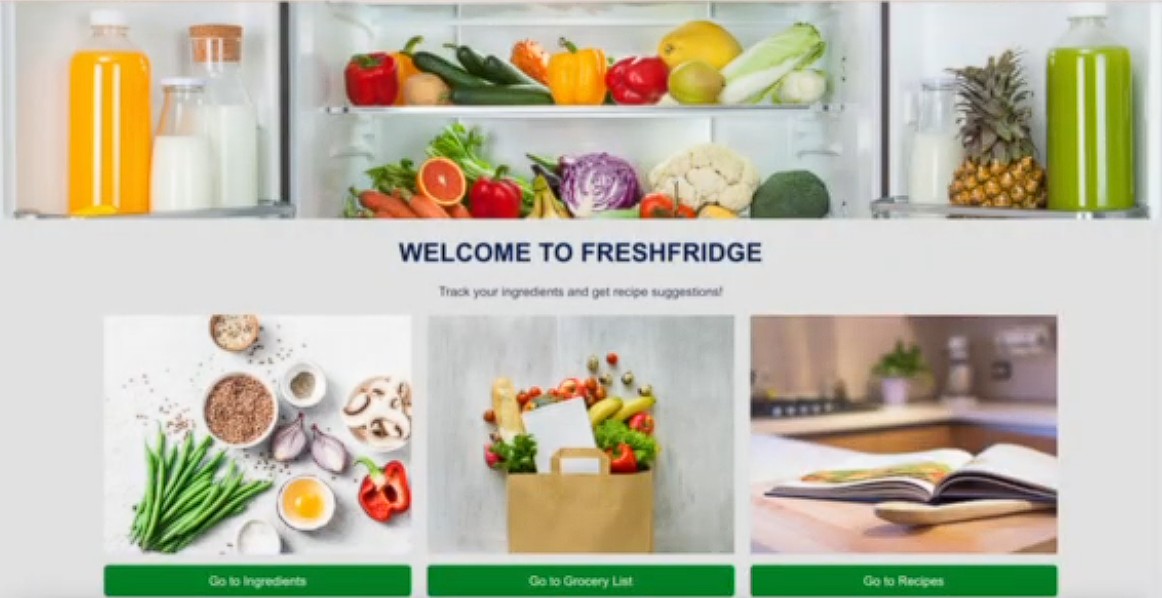 WELCOME TO FRESHFRIDGE
Track your ingredients and get recipe suggestions!
Go to Ingredients
Go to Grocery List
Go to Recipes